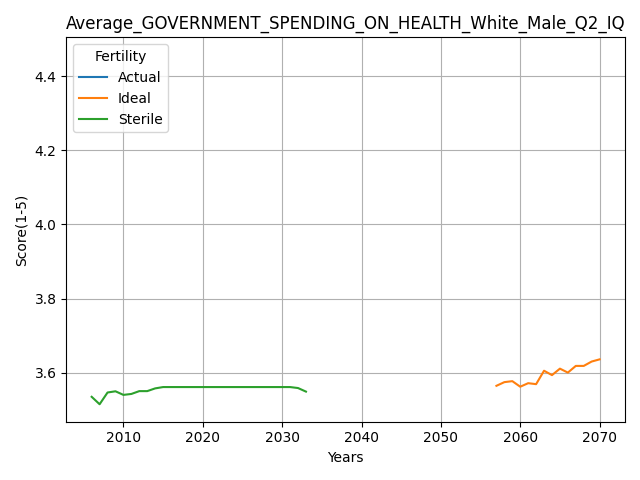 Average_GOVERNMENT_SPENDING_ON_HEALTH_White_Male_Q2_IQ
Fertility
Actual
Ideal
Sterile
Score(1-5)
4.4
4.2
4.0
3.8
3.6
2010 2020 2030 2040 2050 2060 2070
Years